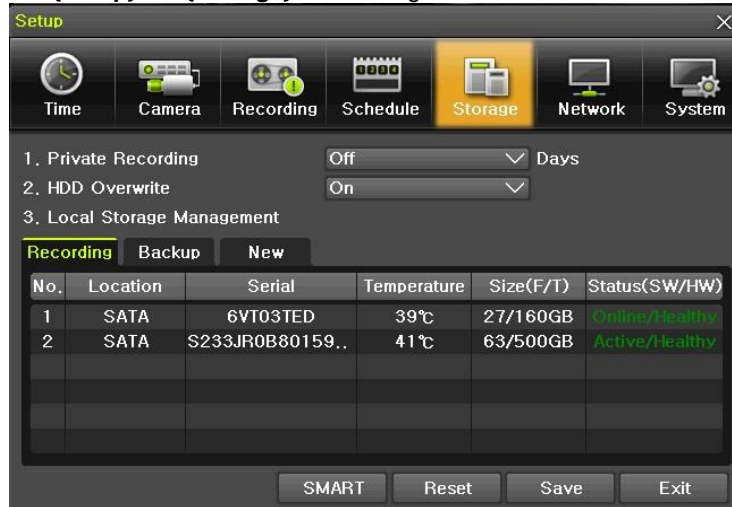 Setup
Time Camera Recording Schedule Storage Network System
1. Private Recording Off Days
2. HDD Overwrite On
3. Local Storage Management
Recording Backup New
No. Location Serial Temperature Size(F/T) Status(SW/HW)
1 SATA 6VT03TED 39℃ 27/160GB Online/Healthy
2 SATA S233JR0B80159.. 41℃ 63/500GB Active/Healthy
SMART Reset Save Exit